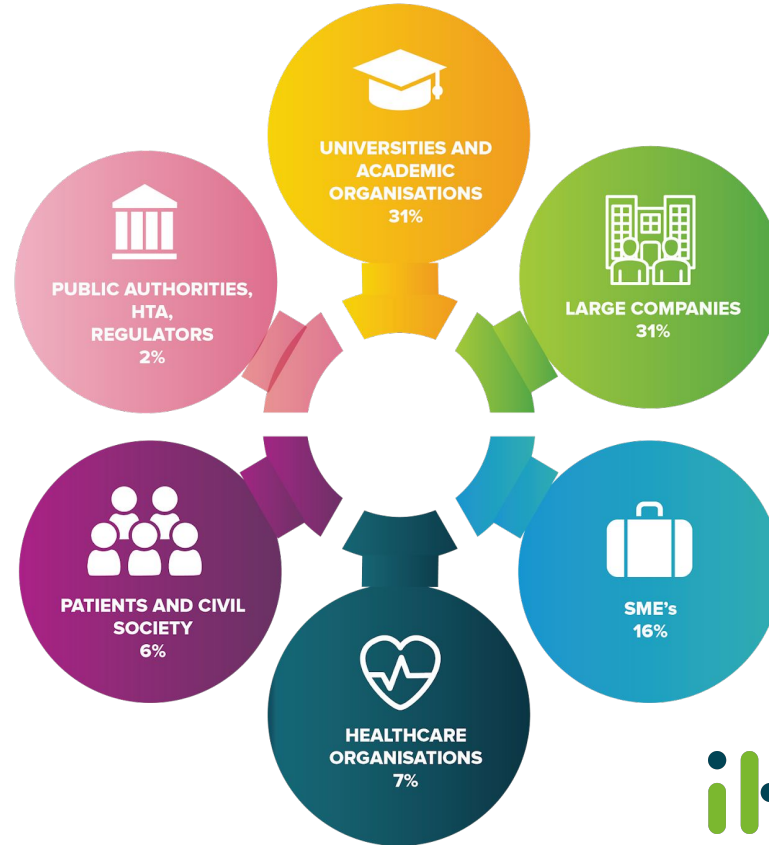 UNIVERSITIES AND
ACADEMIC
ORGANISATIONS
31%
LARGE COMPANIES
31%
SME's
16%
HEALTHCARE
ORGANISATIONS
7%
PATIENTS AND CIVIL
SOCIETY
6%
PUBLIC AUTHORITIES,
HTA,
REGULATORS
2%